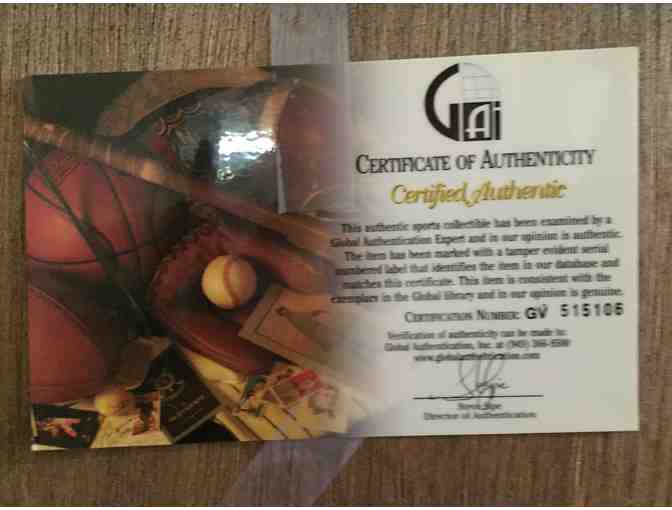 GAi
CERTIFICATE OF AUTHENTICITY
Certified Authentic
This authentic sports collectible has been examined by a
Global Authentication Expert and in our opinion is authentic.
The item has been marked with a tamper evident serial
numbered label that identifies the item in our database and
matches this certificate. This item is consistent with the
exemplars in the Global library and in our opinion is genuine.
CERTIFICATION NUMBER: GV 515106
Verification of authenticity can be made to:
Global Authentication, Inc. at (949)
www.globalauthentication.com
Director of Authentication